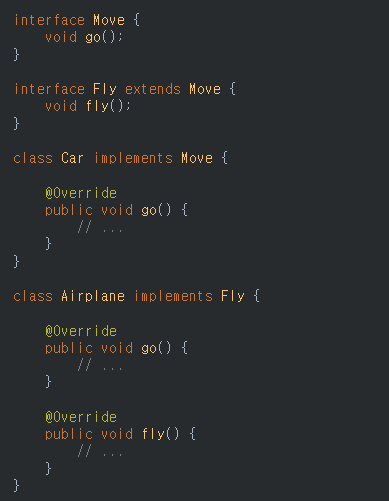 interface Move {
    void go();
}

interface Fly extends Move {
    void fly();
}

class Car implements Move {

    @Override
    public void go() {
        // ...
    }
}

class Airplane implements Fly {

    @Override
    public void go() {
        // ...
    }

    @Override
    public void fly() {
        // ...
    }
}